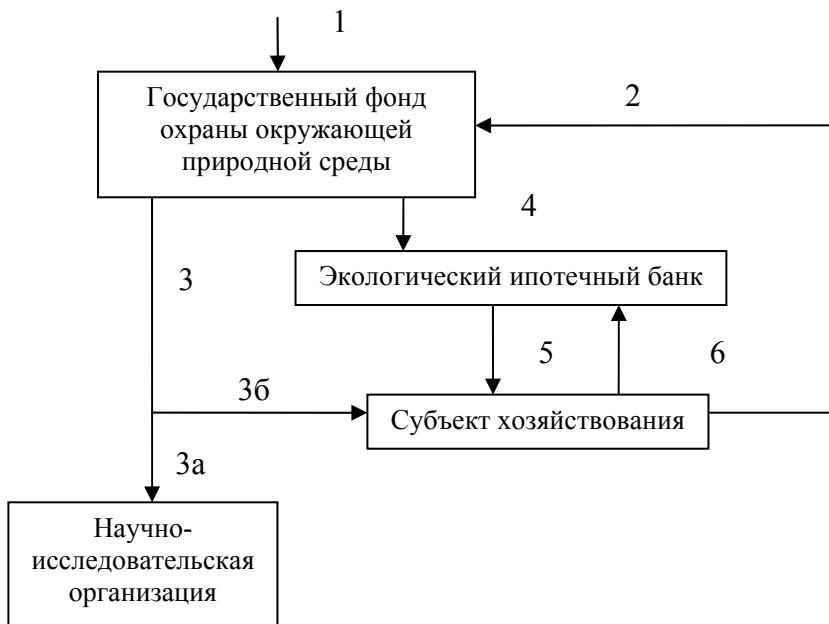 1
Государственный фонд
охраны окружающей
природной среды
2
4
3
Экологический ипотечный банк
5
6
3б
Субъект хозяйствования
3а
Научно-
исследовательская
организация